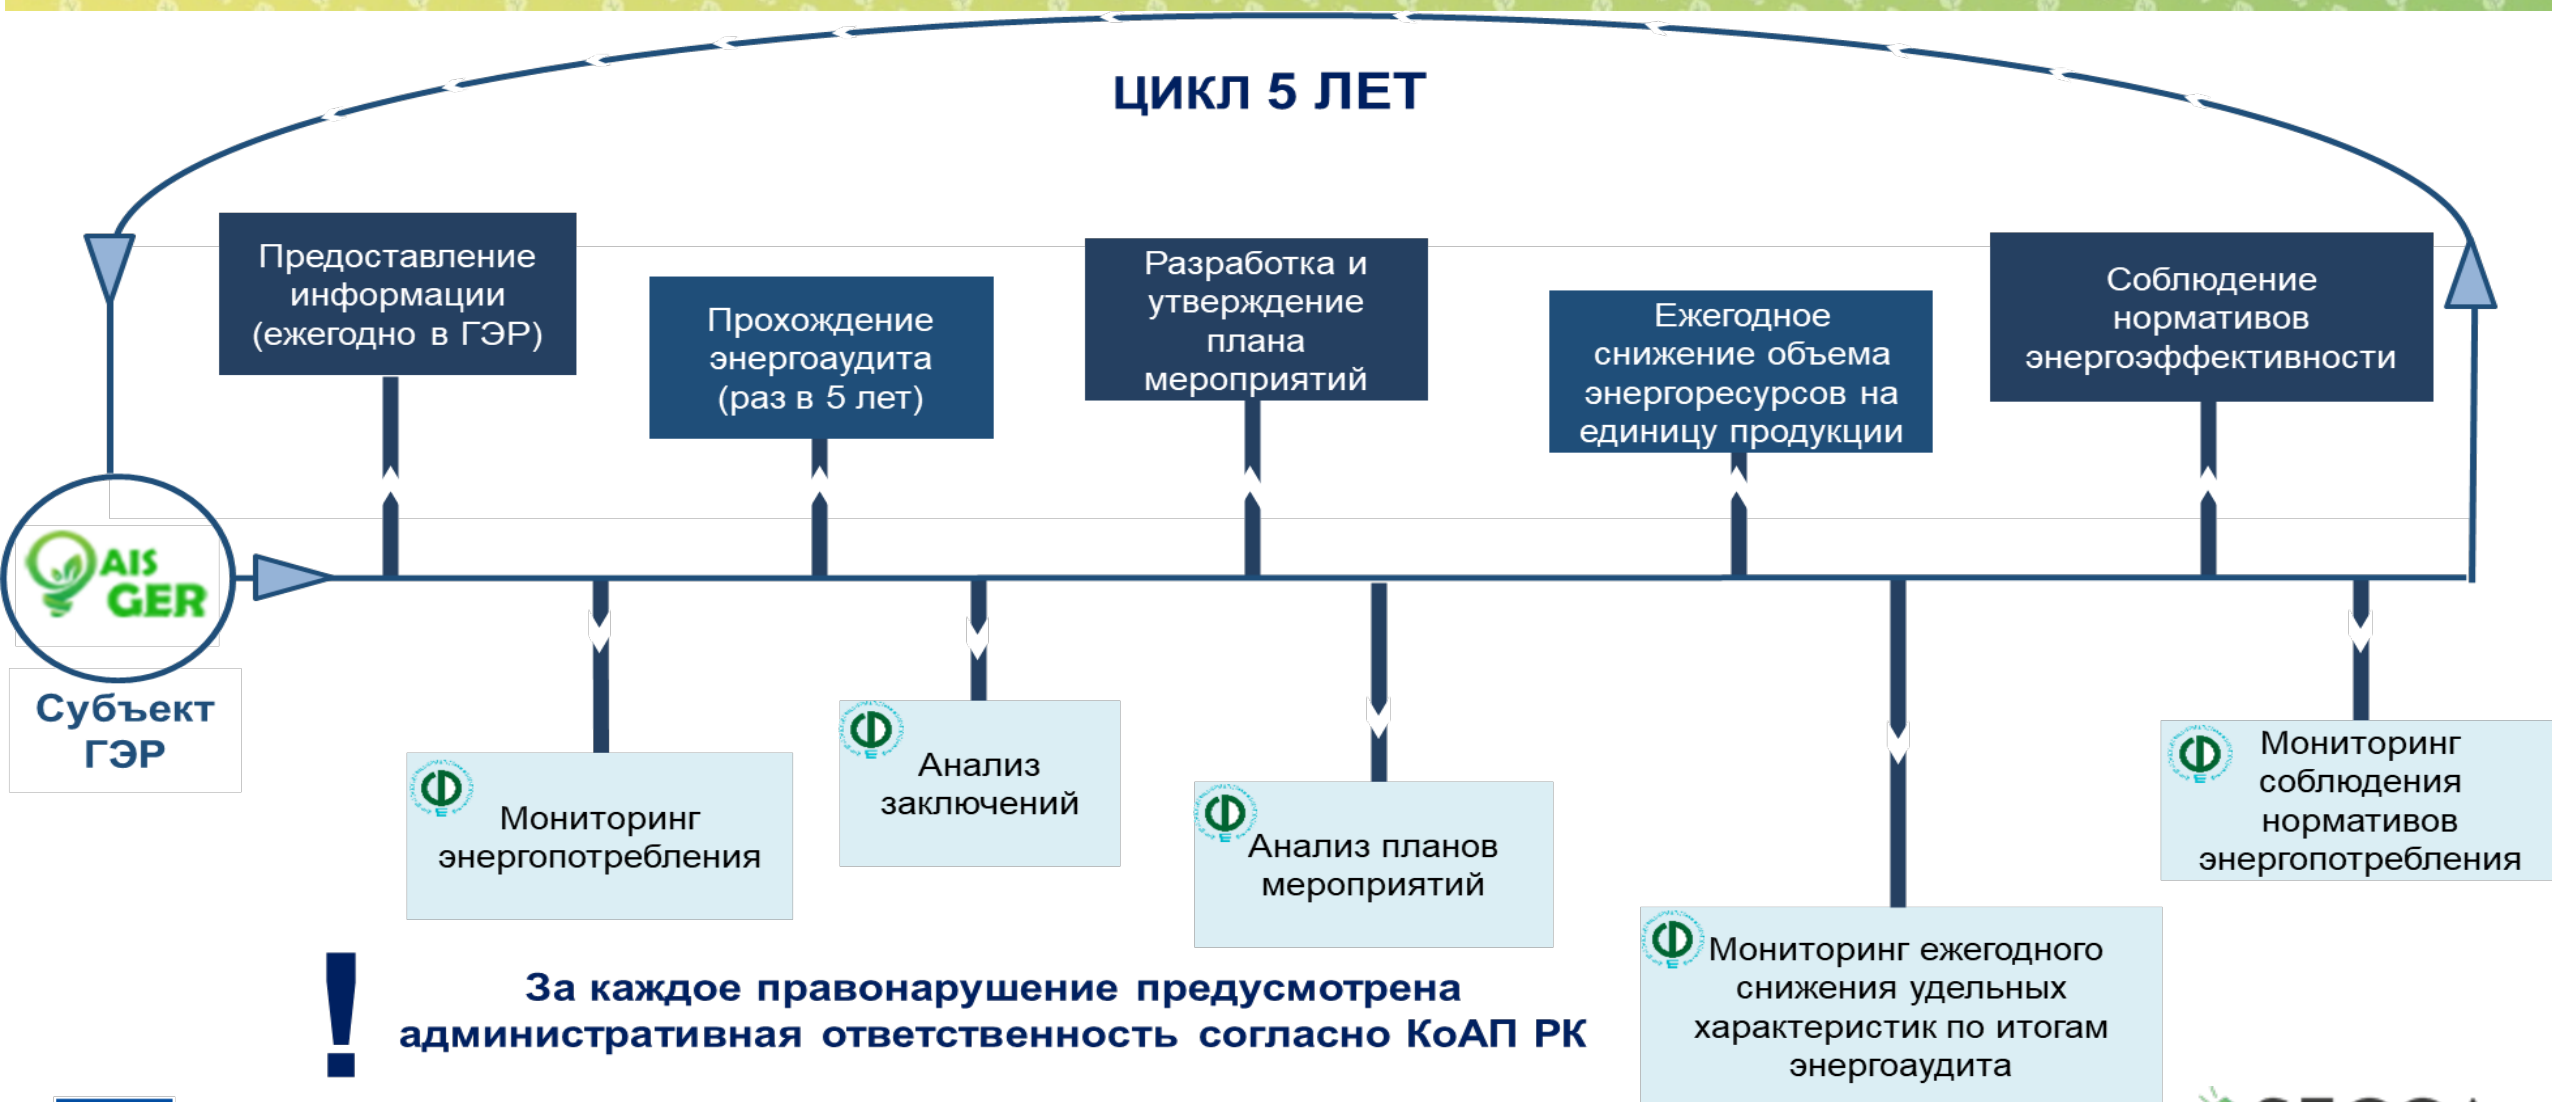 ЦИКЛ 5 ЛЕТ
Предоставление
информации
(ежегодно в ГЭР)
Прохождение
энергоаудита
(раз в 5 лет)
Разработка и
утверждение
плана
мероприятий
Ежегодное
снижение объема
энергоресурсов на
единицу продукции
Соблюдение
нормативов
энергоэффективности
AIS
GER
Субъект
ГЭР
Мониторинг
энергопотребления
Анализ
заключений
Анализ планов
мероприятий
Мониторинг ежегодного
снижения удельных
характеристик по итогам
энергоаудита
Мониторинг
соблюдения
нормативов
энергопотребления
!
За каждое правонарушение предусмотрена
административная ответственность согласно КоАП РК